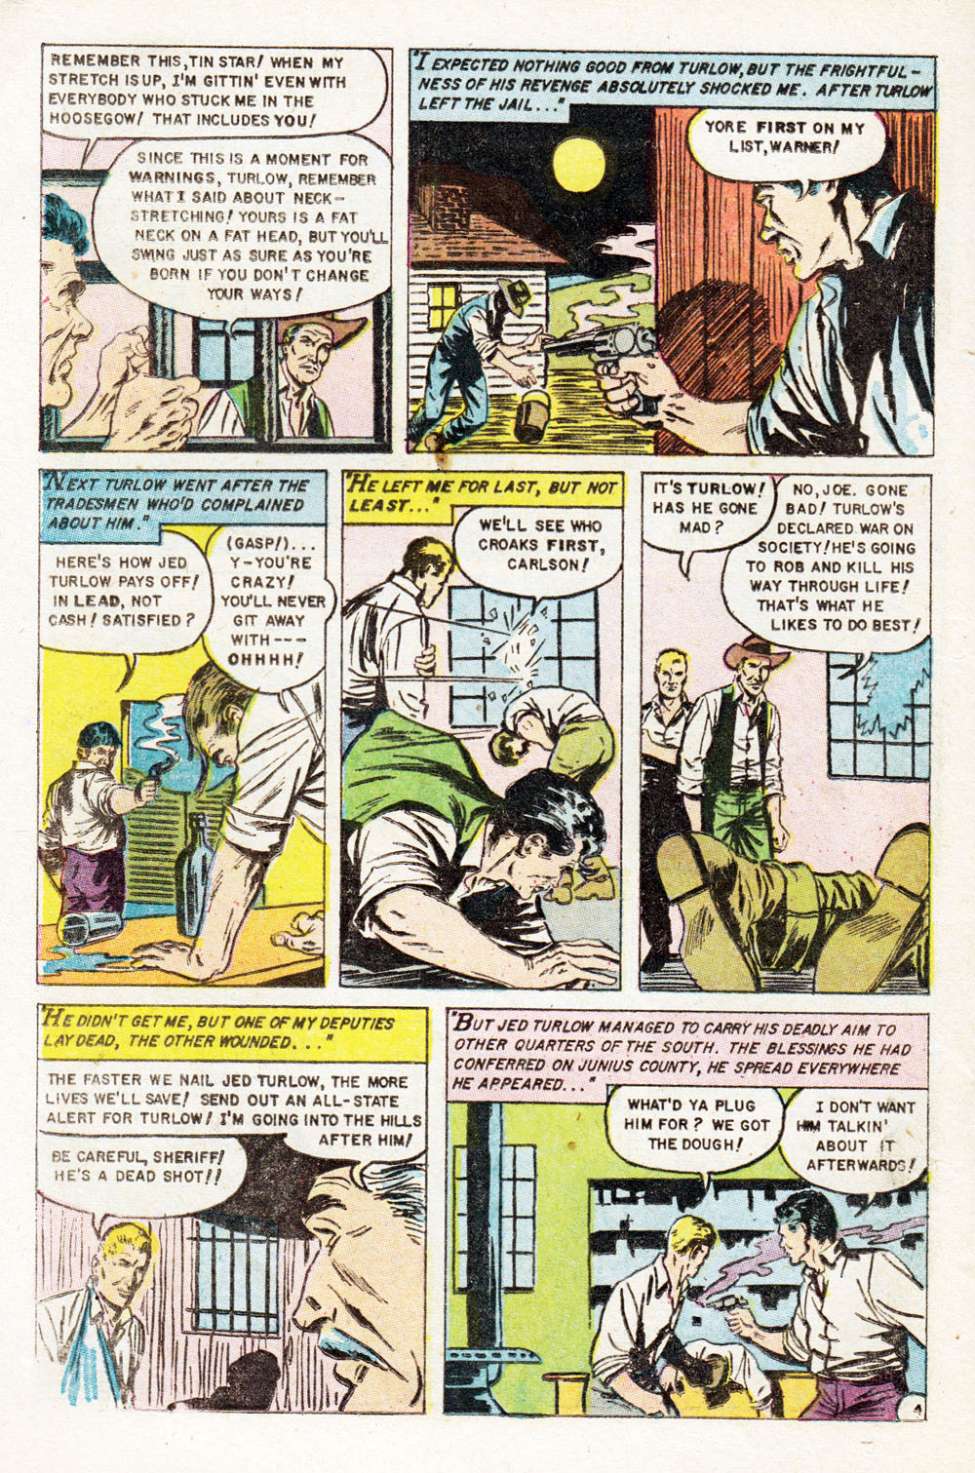 REMEMBER THIS, TIN STAR! WHEN MY
STRETCH IS UP, I'M GITTIN' EVEN WITH
EVERYBODY WHO STUCK ME IN THE
HOOSEGOW! THAT INCLUDES YOU!
SINCE THIS IS A MOMENT FOR
WARNINGS, TURLOW, REMEMBER
WHAT I SAID ABOUT NECK-
STRETCHING! YOURS IS A FAT
NECK ON A FAT HEAD, BUT YOU'LL
SWING JUST AS SURE AS YOU'RE
BORN IF YOU DON'T CHANGE
YOUR WAYS!
"I EXPECTED NOTHING GOOD FROM TURLOW, BUT THE FRIGHTFUL-
NESS OF HIS REVENGE ABSOLUTELY SHOCKED ME. AFTER TURLOW
LEFT THE JAIL..."
YORE FIRST ON MY
LIST, WARNER!
"NEXT TURLOW WENT AFTER THE
TRADESMEN WHO'D COMPLAINED
ABOUT HIM."
HERE'S HOW JED
TURLOW PAYS OFF!
IN LEAD, NOT
CASH! SATISFIED?
(GASP!)...
Y-YOU'RE
CRAZY!
YOU'LL NEVER
GIT AWAY
WITH ---
OHHHH!
"HE LEFT ME FOR LAST, BUT NOT
LEAST..."
WE'LL SEE WHO
CROAKS FIRST,
CARLSON!
IT'S TURLOW!
HAS HE GONE
MAD?
NO, JOE. GONE
BAD! TURLOW'S
DECLARED WAR ON
SOCIETY! HE'S GOING
TO ROB AND KILL HIS
WAY THROUGH LIFE!
THAT'S WHAT HE
LIKES TO DO BEST!
"HE DIDN'T GET ME, BUT ONE OF MY DEPUTIES
LAY DEAD, THE OTHER WOUNDED..."
THE FASTER WE NAIL JED TURLOW, THE MORE
LIVES WE'LL SAVE! SEND OUT AN ALL-STATE
ALERT FOR TURLOW! I'M GOING INTO THE HILLS
AFTER HIM!
BE CAREFUL, SHERIFF!
HE'S A DEAD SHOT!!
"BUT JED TURLOW MANAGED TO CARRY HIS DEADLY AIM TO
OTHER QUARTERS OF THE SOUTH. THE BLESSINGS HE HAD
CONFERRED ON JUNIUS COUNTY, HE SPREAD EVERYWHERE
HE APPEARED..."
WHAT'D YA PLUG
HIM FOR? WE GOT
THE DOUGH!
I DON'T WANT
HIM TALKIN'
ABOUT IT
AFTERWARDS!
4